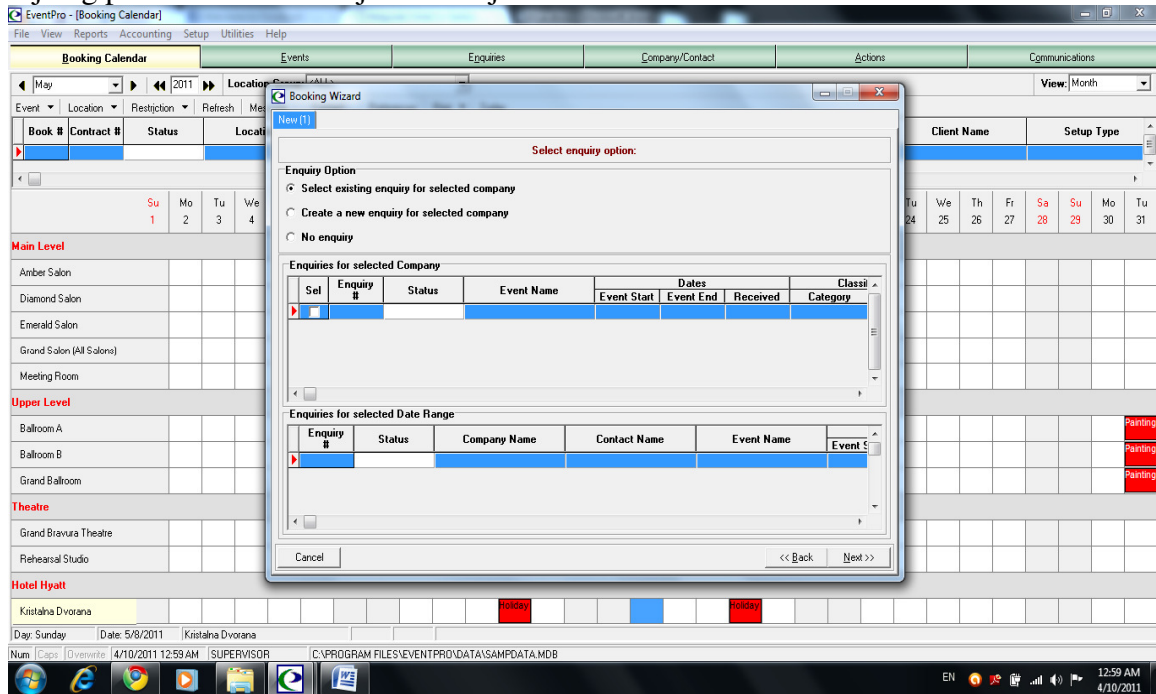 EventPro - [Booking Calendar]
File View Reports Accounting Setup Utilities Help
Booking Calendar Events Enquiries Company/Contact Actions Communications
May 2011 View: Month
Event Location Restriction Refresh
Book # Contract # Status Client Name Setup Type
Su Mo Tu We Tu We Th Fr Sa Su Mo Tu
1 2 3 4 24 25 26 27 28 29 30 31
Main Level
Amber Salon
Diamond Salon
Emerald Salon
Grand Salon (All Salons)
Meeting Room
Upper Level
Ballroom A Painting
Ballroom B Painting
Grand Ballroom Painting
Theatre
Grand Bravura Theatre
Rehearsal Studio
Hotel Hyatt
Kristalna Dvorana Holiday Holiday
Booking Wizard
New (1)
Select enquiry option:
Enquiry Option
Select existing enquiry for selected company
Create a new enquiry for selected company
No enquiry
Enquiries for selected Company
Dates
Sel Enquiry # Status Event Name Event Start Event End Received Category
Enquiries for selected Date Range
Enquiry # Status Company Name Contact Name Event Name
Cancel << Back Next >>
Day: Sunday Date: 5/8/2011 Kristalna Dvorana
Num Caps Overwrite 4/10/2011 12:59 AM SUPERVISOR C:\PROGRAM FILES\EVENTPRO\DATA\SAMPDATA.MDB
EN 12:59 AM
4/10/2011